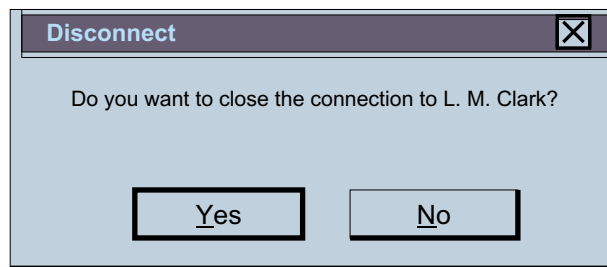 Disconnect
Do you want to close the connection to L. M. Clark?
Yes No